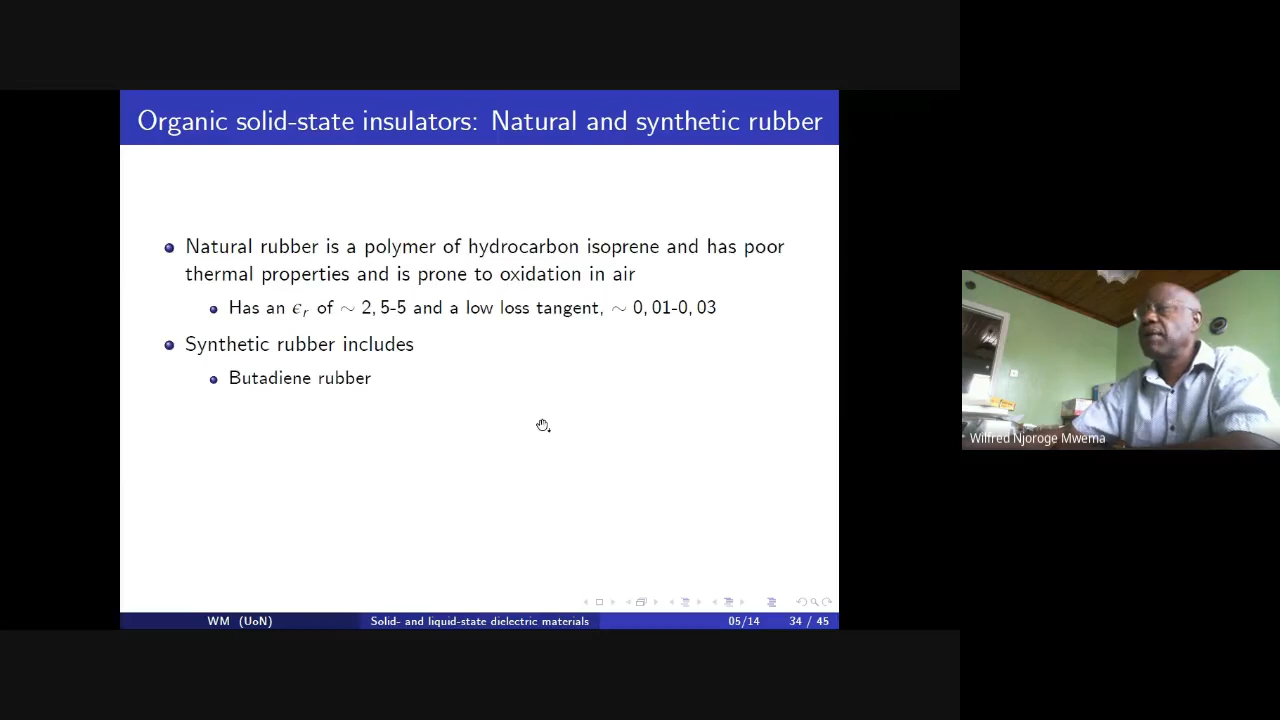 Organic solid-state insulators: Natural and synthetic rubber
Natural rubber is a polymer of hydrocarbon isoprene and has poor
thermal properties and is prone to oxidation in air
Has an ϵr of ∼ 2, 5-5 and a low loss tangent, ∼ 0, 01-0, 03
Synthetic rubber includes
Butadiene rubber
WM (UoN) Solid- and liquid-state dielectric materials 05/14 34 / 45
Wilfred Njoroge Mwema